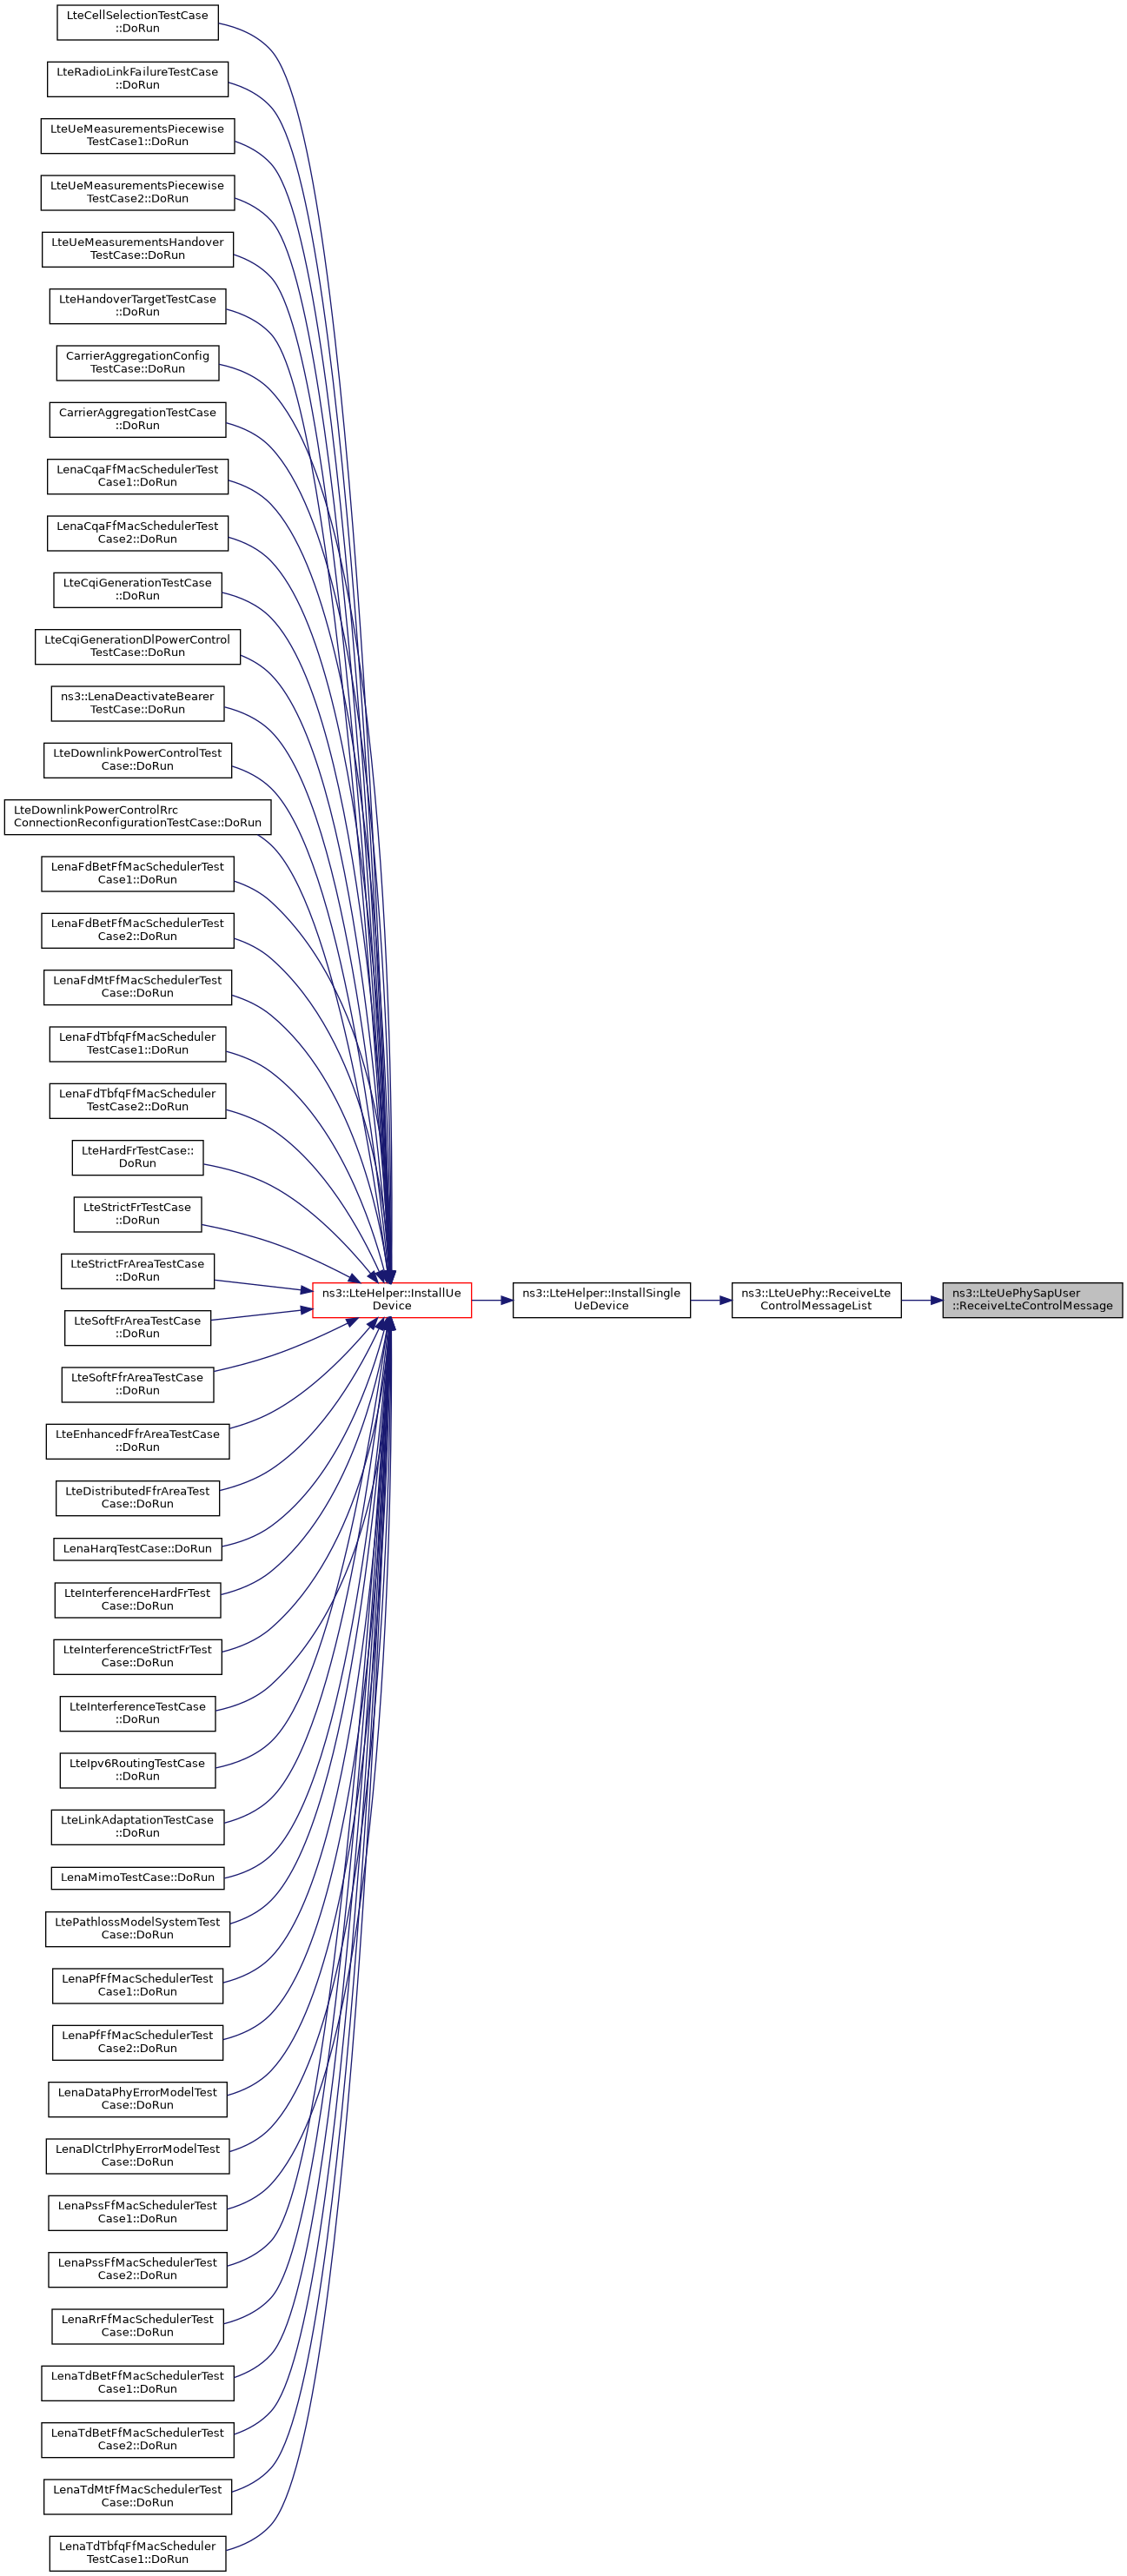 LteCellSelectionTestCase
::DoRun
LteRadioLinkFailureTestCase
::DoRun
LteUeMeasurementsPiecewise
TestCase1::DoRun
LteUeMeasurementsPiecewise
TestCase2::DoRun
LteUeMeasurementsHandover
TestCase::DoRun
LteHandoverTargetTestCase
::DoRun
CarrierAggregationConfig
TestCase::DoRun
CarrierAggregationTestCase
::DoRun
LenaCqaFfMacSchedulerTest
Case1::DoRun
LenaCqaFfMacSchedulerTest
Case2::DoRun
LteCqiGenerationTestCase
::DoRun
LteCqiGenerationDlPowerControl
TestCase::DoRun
ns3::LenaDeactivateBearer
TestCase::DoRun
LteDownlinkPowerControlTest
Case::DoRun
LteDownlinkPowerControlRrc
ConnectionReconfigurationTestCase::DoRun
LenaFdBetFfMacSchedulerTest
Case1::DoRun
LenaFdBetFfMacSchedulerTest
Case2::DoRun
LenaFdMtFfMacSchedulerTest
Case::DoRun
LenaFdTbfqFfMacScheduler
TestCase1::DoRun
LenaFdTbfqFfMacScheduler
TestCase2::DoRun
LteHardFrTestCase::
DoRun
LteStrictFrTestCase
::DoRun
LteStrictFrAreaTestCase
::DoRun
LteSoftFrAreaTestCase
::DoRun
LteSoftFfrAreaTestCase
::DoRun
LteEnhancedFfrAreaTestCase
::DoRun
LteDistributedFfrAreaTest
Case::DoRun
LenaHarqTestCase::DoRun
LteInterferenceHardFrTest
Case::DoRun
LteInterferenceStrictFrTest
Case::DoRun
LteInterferenceTestCase
::DoRun
LteIpv6RoutingTestCase
::DoRun
LteLinkAdaptationTestCase
::DoRun
LenaMimoTestCase::DoRun
LtePathlossModelSystemTest
Case::DoRun
LenaPfFfMacSchedulerTest
Case1::DoRun
LenaPfFfMacSchedulerTest
Case2::DoRun
LenaDataPhyErrorModelTest
Case::DoRun
LenaDlCtrlPhyErrorModelTest
Case::DoRun
LenaPssFfMacSchedulerTest
Case1::DoRun
LenaPssFfMacSchedulerTest
Case2::DoRun
LenaRrFfMacSchedulerTest
Case::DoRun
LenaTdBetFfMacSchedulerTest
Case1::DoRun
LenaTdBetFfMacSchedulerTest
Case2::DoRun
LenaTdMtFfMacSchedulerTest
Case::DoRun
LenaTdTbfqFfMacScheduler
TestCase1::DoRun
ns3::LteHelper::InstallUe
Device
ns3::LteHelper::InstallSingle
UeDevice
ns3::LteUePhy::ReceiveLte
ControlMessageList
ns3::LteUePhySapUser
::ReceiveLteControlMessage